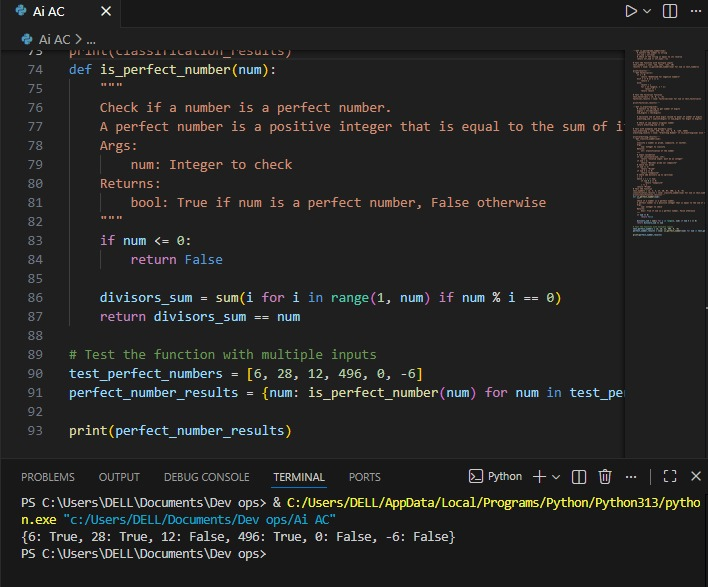 Ai AC
Ai AC > ...
73 print(classification_results)
74 def is_perfect_number(num):
75 """
76 Check if a number is a perfect number.
77 A perfect number is a positive integer that is equal to the sum of i
78 Args:
79 num: Integer to check
80 Returns:
81 bool: True if num is a perfect number, False otherwise
82 """
83 if num <= 0:
84 return False
85
86 divisors_sum = sum(i for i in range(1, num) if num % i == 0)
87 return divisors_sum == num
88
89 # Test the function with multiple inputs
90 test_perfect_numbers = [6, 28, 12, 496, 0, -6]
91 perfect_number_results = {num: is_perfect_number(num) for num in test_pe
92
93 print(perfect_number_results)
PROBLEMS OUTPUT DEBUG CONSOLE TERMINAL PORTS Python
PS C:\Users\DELL\Documents\Dev ops> & C:/Users/DELL/AppData/Local/Programs/Python/Python313/pytho
n.exe "c:/Users/DELL/Documents/Dev ops/Ai AC"
{6: True, 28: True, 12: False, 496: True, 0: False, -6: False}
PS C:\Users\DELL\Documents\Dev ops>